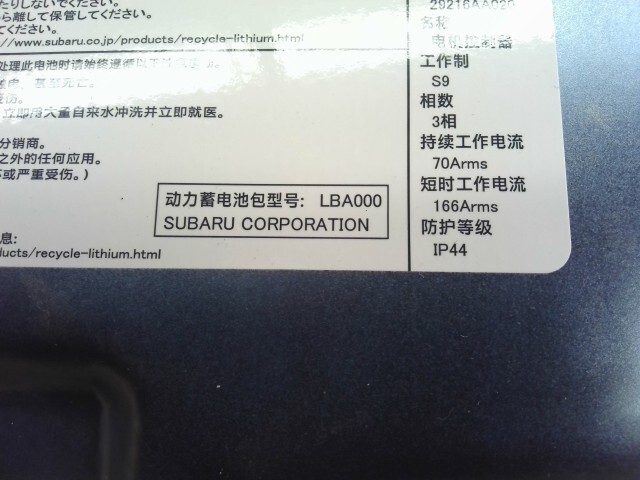 たりしないでください。
ら離して保管してください。
てください。
//www.subaru.co.jp/products/recycle-lithium.html
处理此电池时请始终遵循以下
立即用大量自来水冲洗并立即就医。
分销商。
之外的任何应用。
或严重受伤。)
动力蓄电池包型号: LBA000
SUBARU CORPORATION
息:
ucts/recycle-lithium.html
29216AA020
名称
电机控制器
工作制
S9
相数
3相
持续工作电流
70Arms
短时工作电流
166Arms
防护等级
IP44